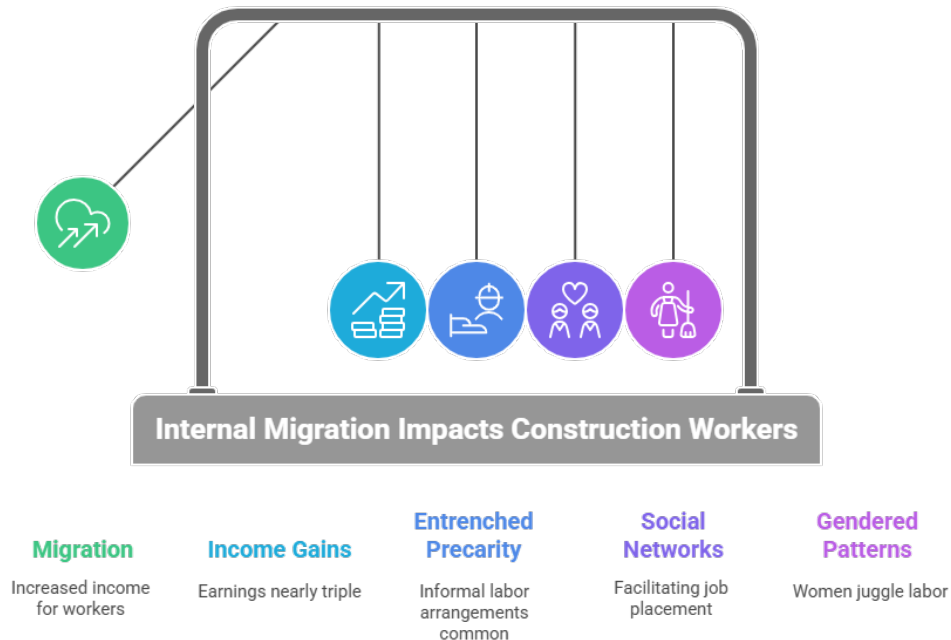 Internal Migration Impacts Construction Workers
Migration
Increased income
for workers
Income Gains
Earnings nearly triple
Entrenched
Precarity
Informal labor
arrangements
common
Social
Networks
Facilitating job
placement
Gendered
Patterns
Women juggle labor